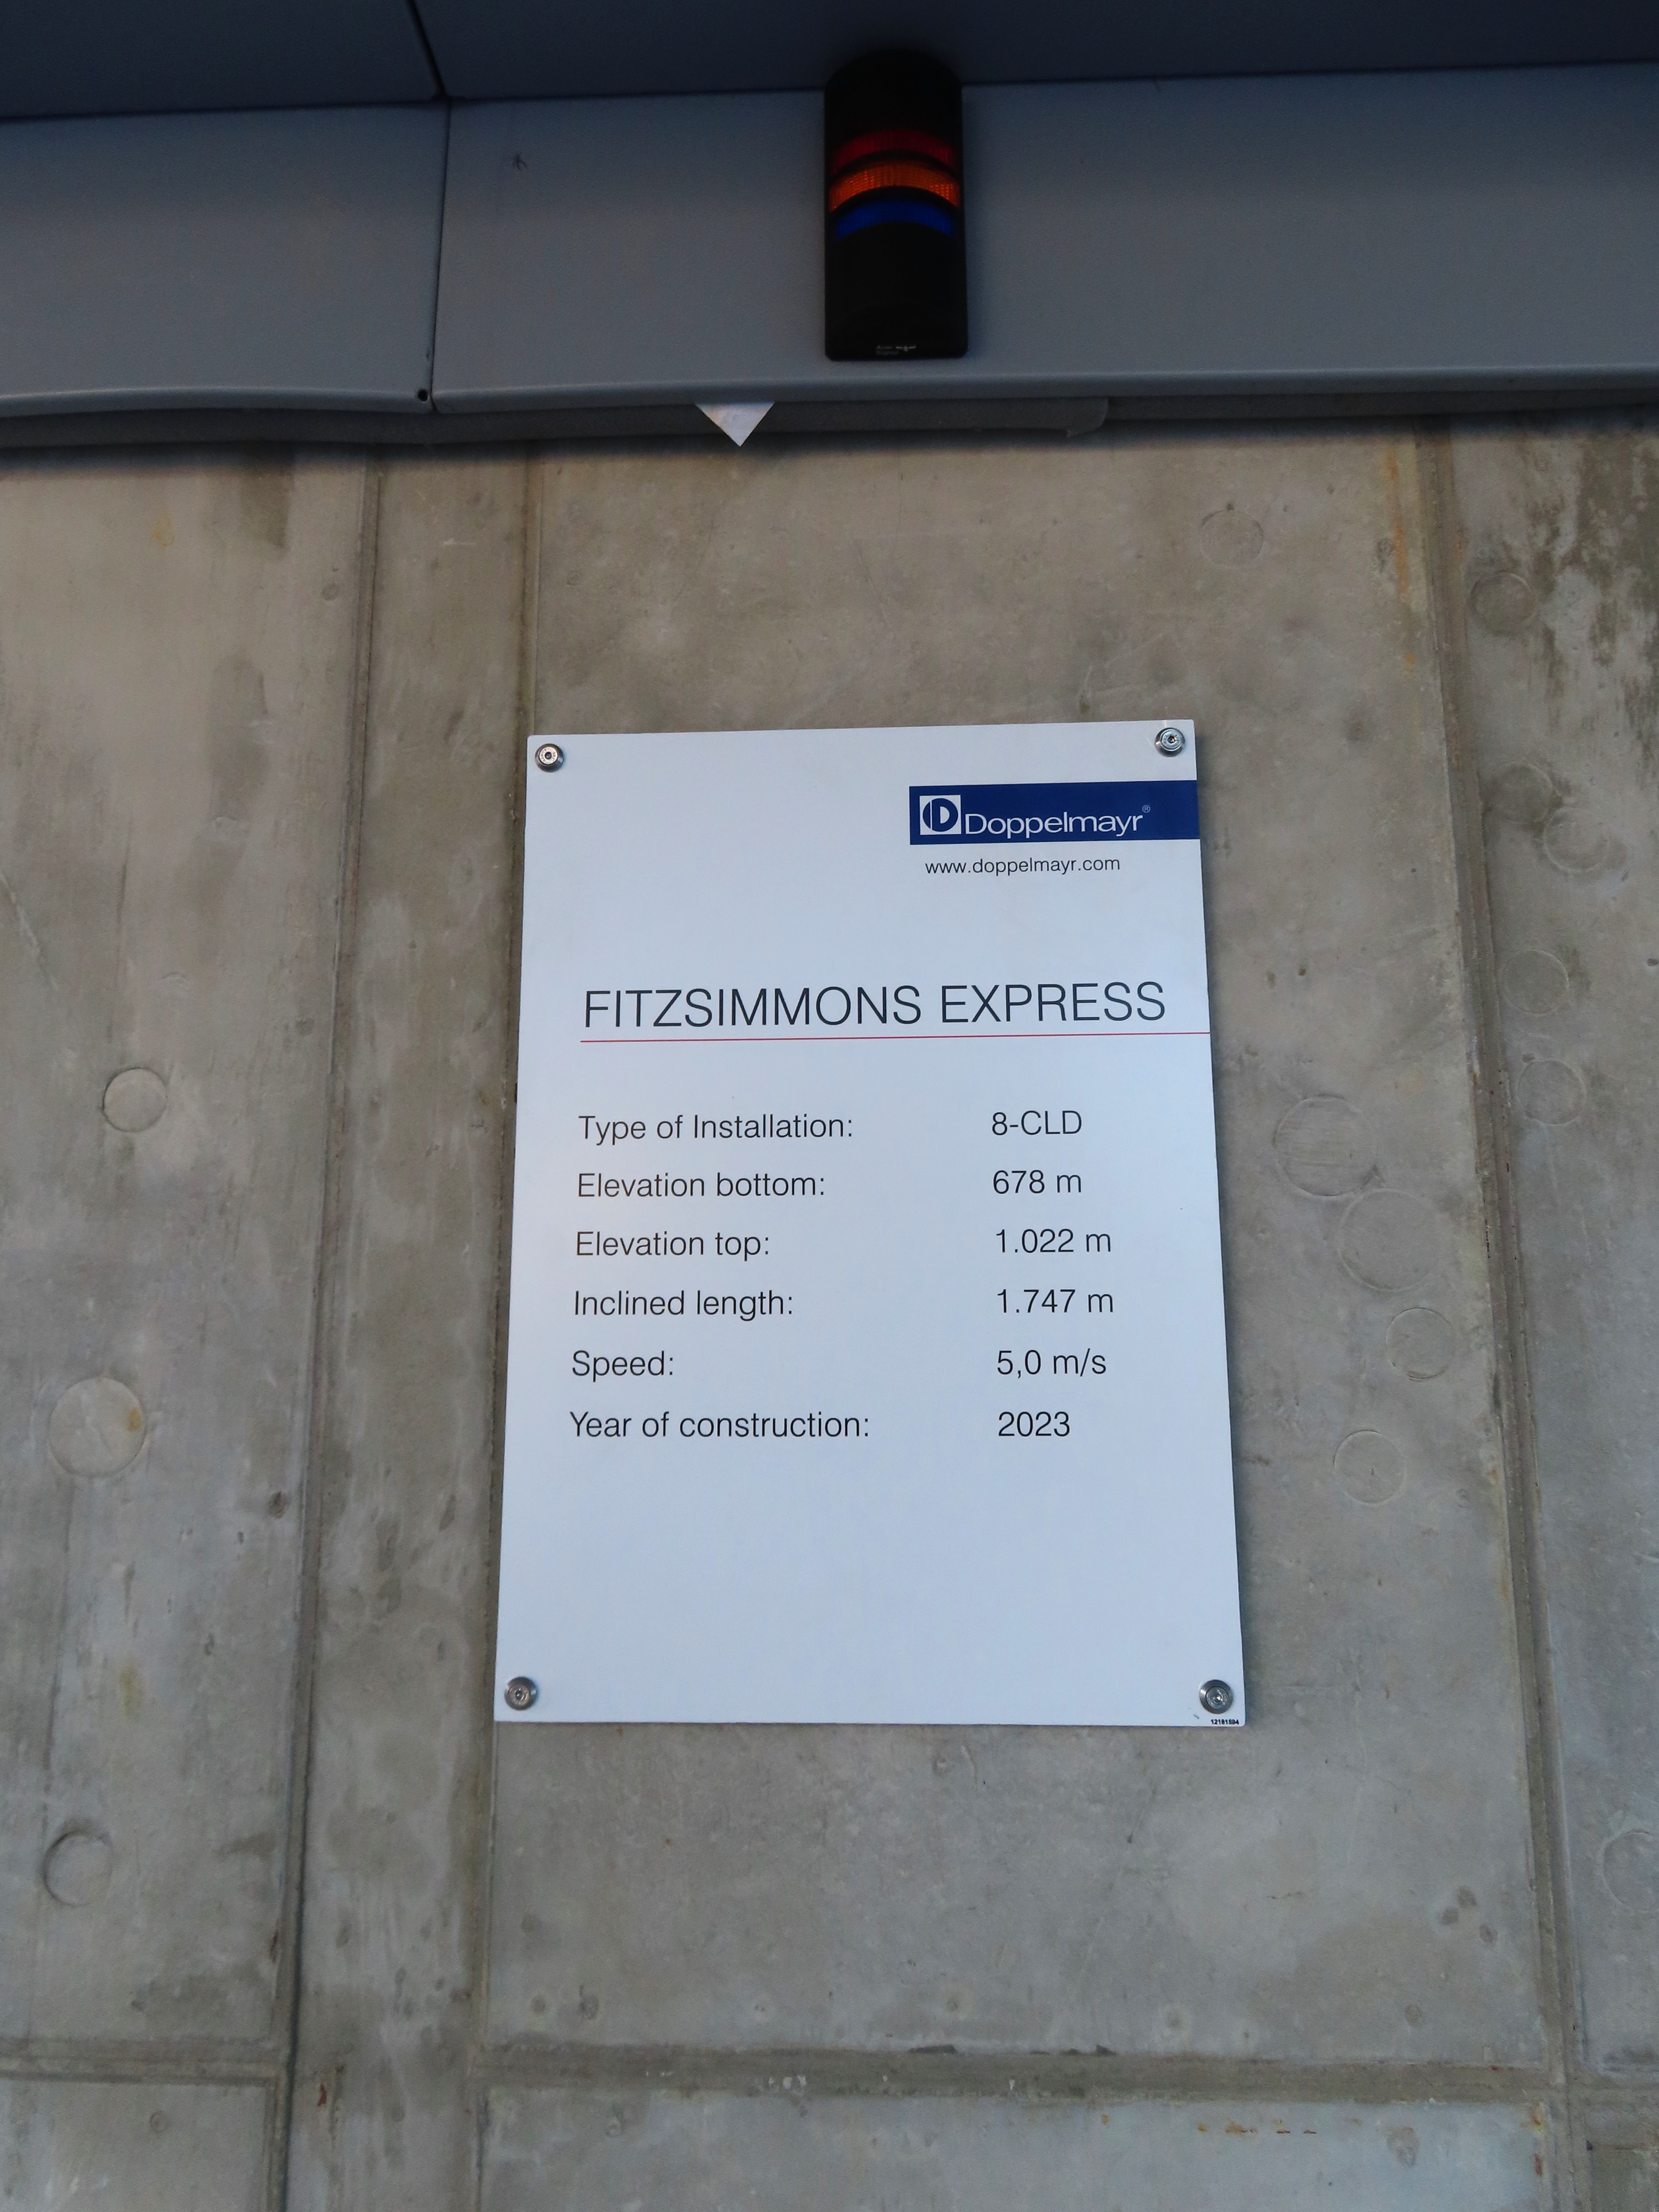 Doppelmayr®
www.doppelmayr.com
FITZSIMMONS EXPRESS
Type of Installation: 8-CLD
Elevation bottom: 678 m
Elevation top: 1.022 m
Inclined length: 1.747 m
Speed: 5,0 m/s
Year of construction: 2023
12181594